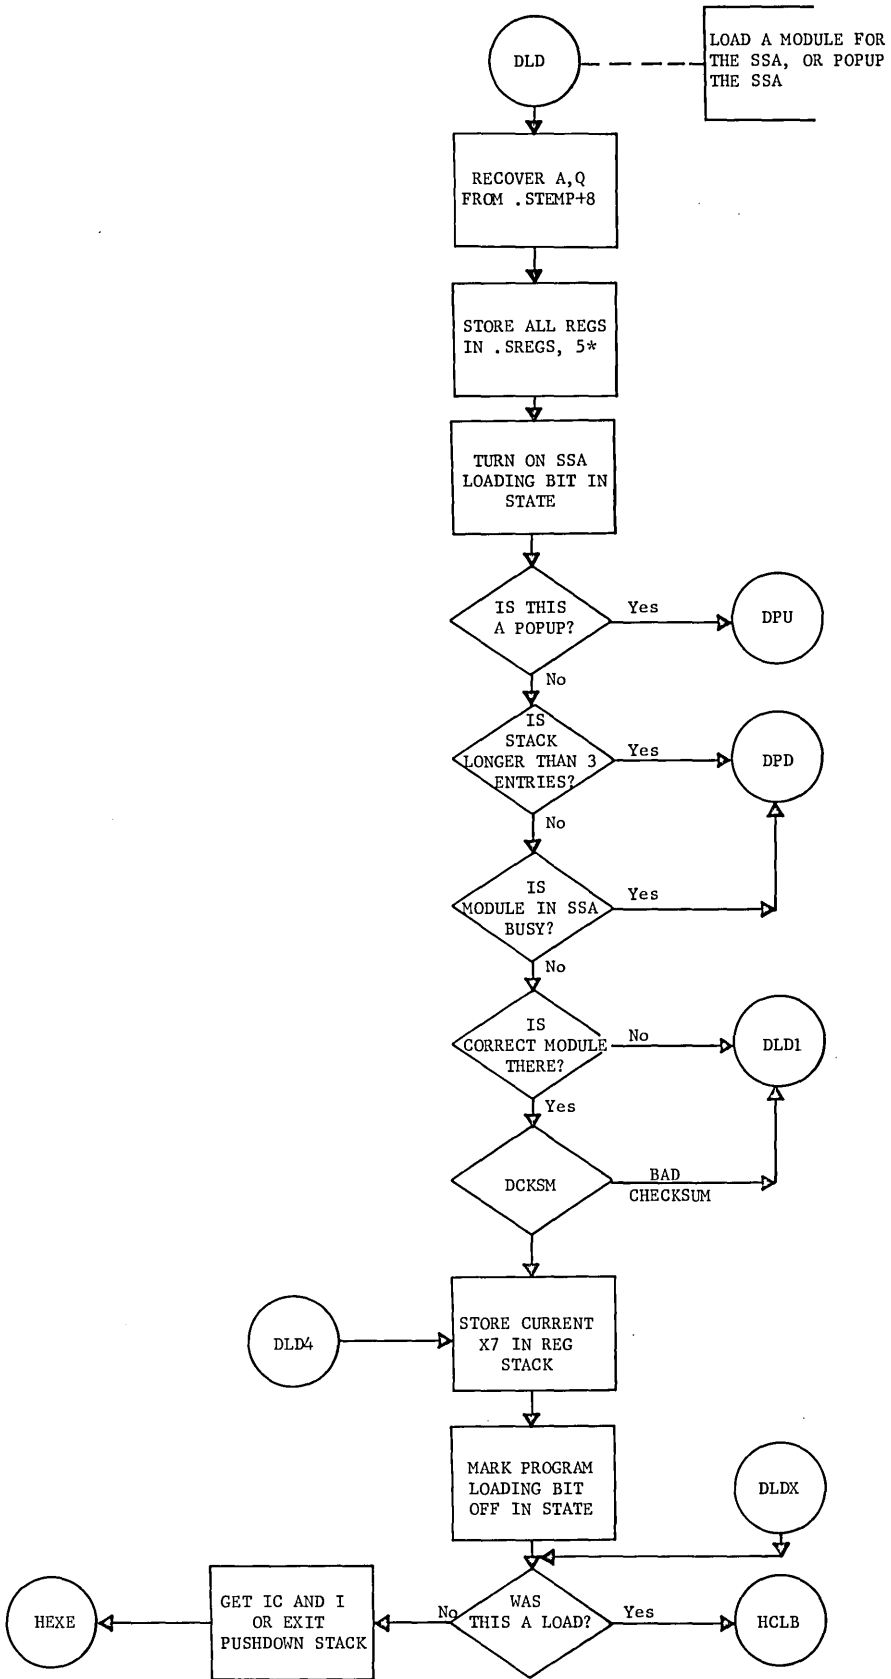 DLD
LOAD A MODULE FOR
THE SSA, OR POPUP
THE SSA
RECOVER A,Q
FROM .STEMP+8
STORE ALL REGS
IN .SREGS, 5*
TURN ON SSA
LOADING BIT IN
STATE
IS THIS
A POPUP?
Yes
DPU
No
IS
STACK
LONGER THAN 3
ENTRIES?
Yes
DPD
No
IS
MODULE IN SSA
BUSY?
Yes
No
IS
CORRECT MODULE
THERE?
No
DLD1
Yes
DCKSM
BAD
CHECKSUM
DLD4
STORE CURRENT
X7 IN REG
STACK
MARK PROGRAM
LOADING BIT
OFF IN STATE
DLDX
HEXE
GET IC AND I
OR EXIT
PUSHDOWN STACK
No
WAS
THIS A LOAD?
Yes
HCLB